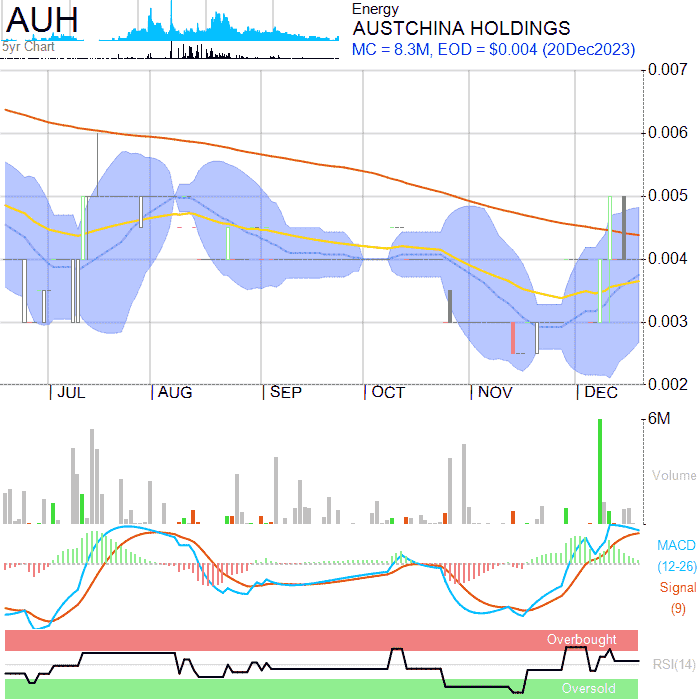 AUH
5yr Chart
Energy
AUSTCHINA HOLDINGS
MC = 8.3M, EOD = $0.004 (20Dec2023)
0.007
0.006
0.005
0.004
0.003
0.002
JUL
AUG
SEP
OCT
NOV
DEC
6M
Volume
MACD
(12-26)
Signal
(9)
Overbought
RSI(14)
Oversold